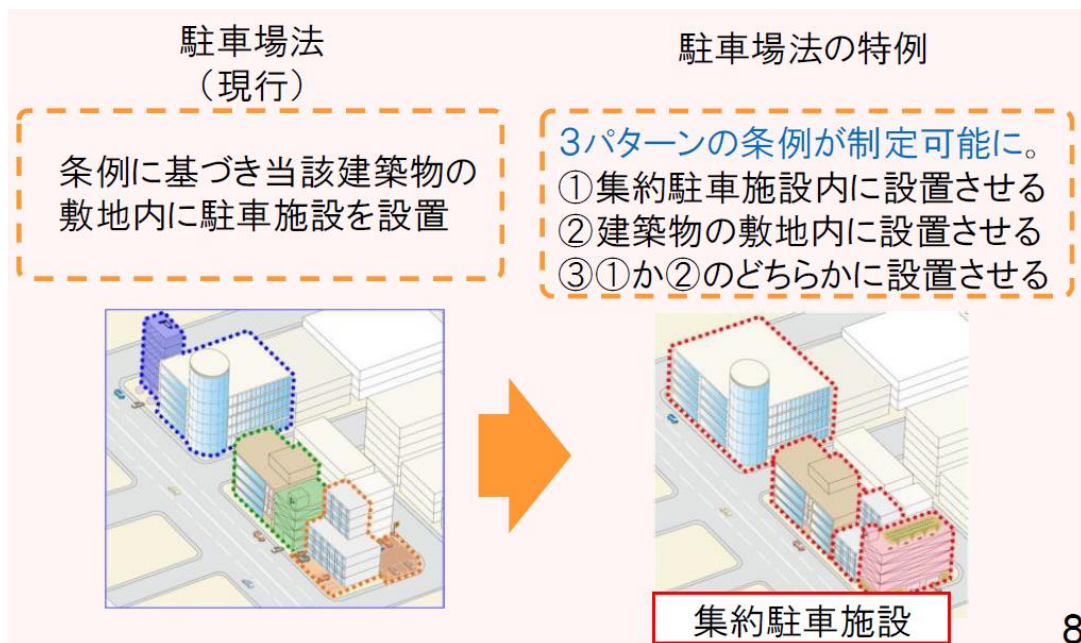 駐車場法
（現行）
条例に基づき当該建築物の
敷地内に駐車施設を設置
駐車場法の特例
3パターンの条例が制定可能に。
①集約駐車施設内に設置させる
②建築物の敷地内に設置させる
③①か②のどちらかに設置させる
集約駐車施設
8